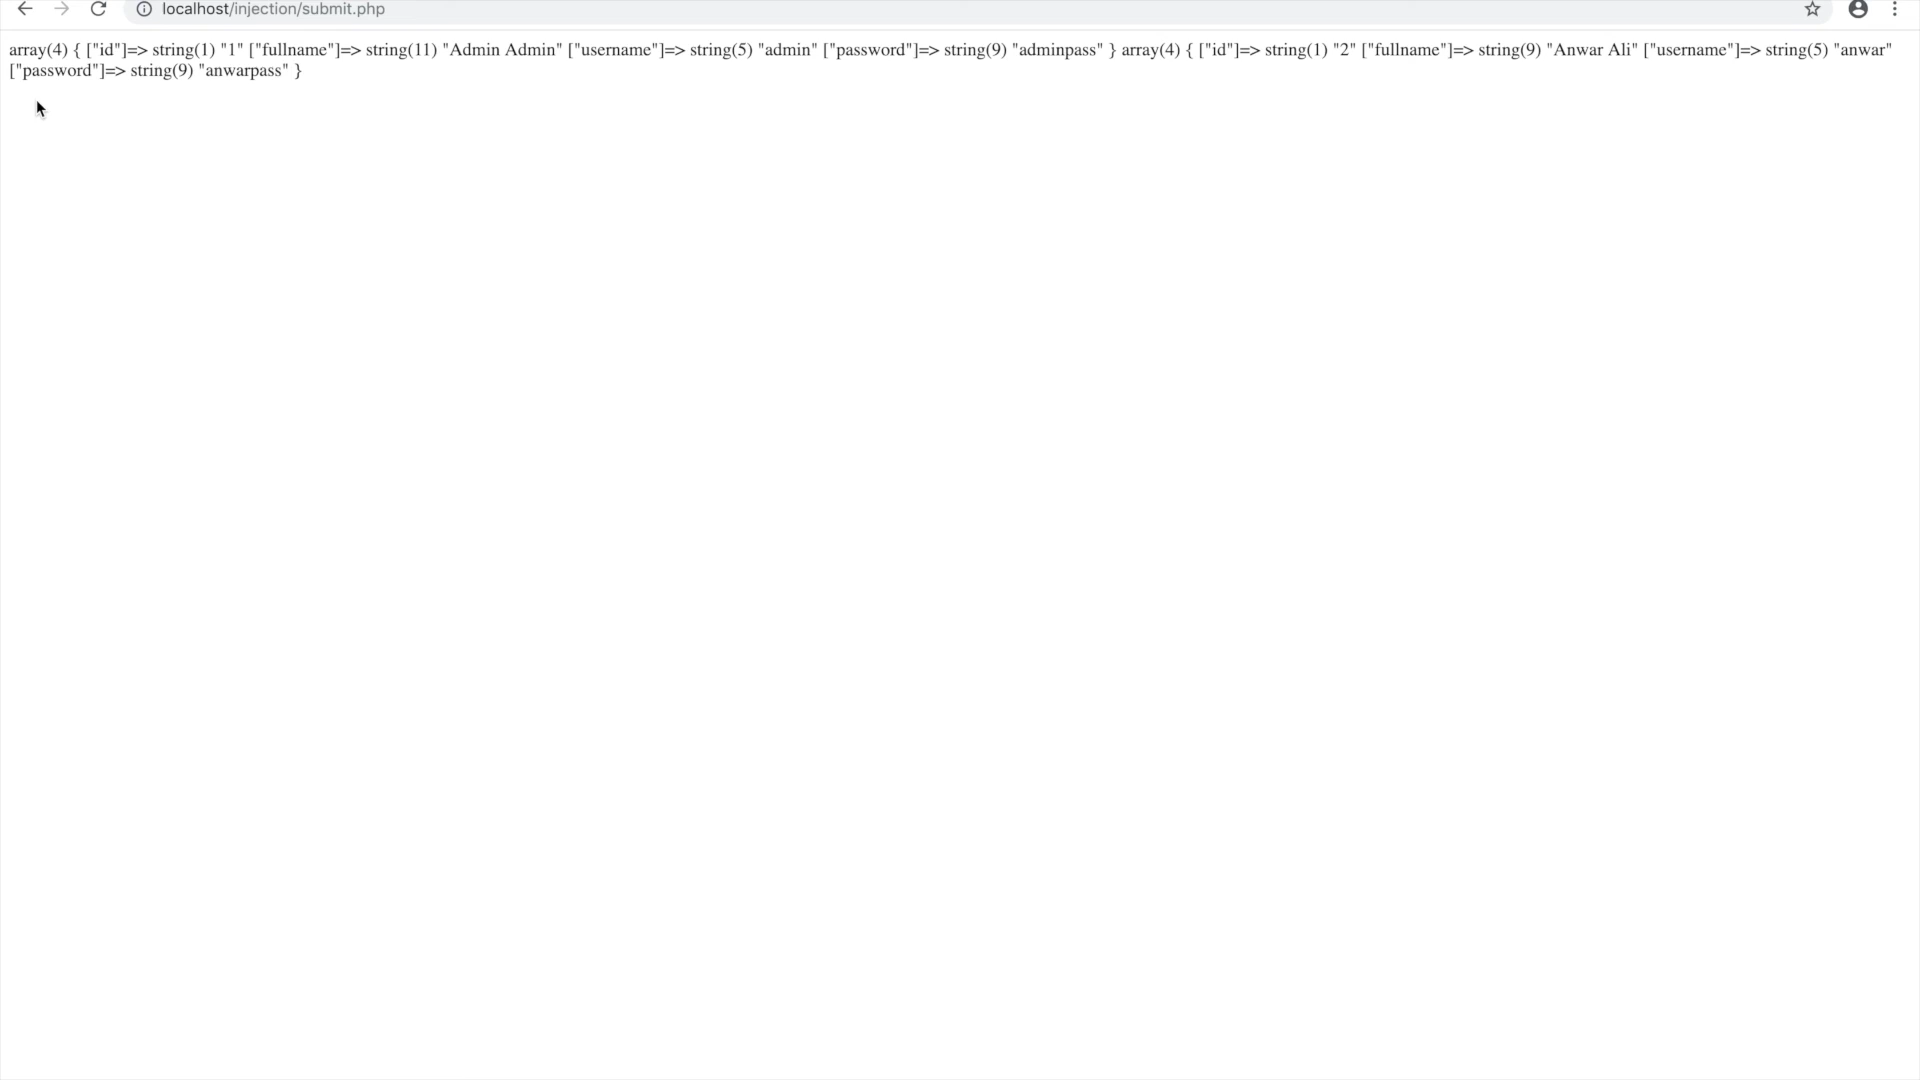 localhost/injection/submit.php
array(4) { ["id"]=> string(1) "1" ["fullname"]=> string(11) "Admin Admin" ["username"]=> string(5) "admin" ["password"]=> string(9) "adminpass" } array(4) { ["id"]=> string(1) "2" ["fullname"]=> string(9) "Anwar Ali" ["username"]=> string(5) "anwar"
["password"]=> string(9) "anwarpass" }